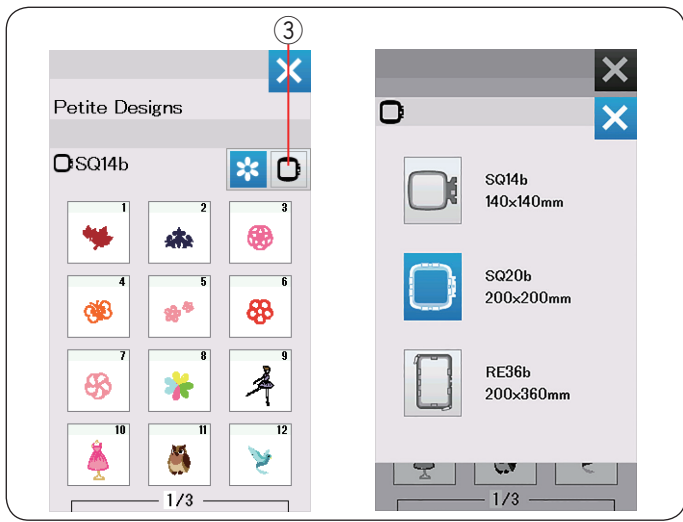 ③
Petite Designs
SQ14b
1 2 3
4 5 6
7 8 9
10 11 12
1/3
SQ14b
140x140mm
SQ20b
200x200mm
RE36b
200x360mm
1/3